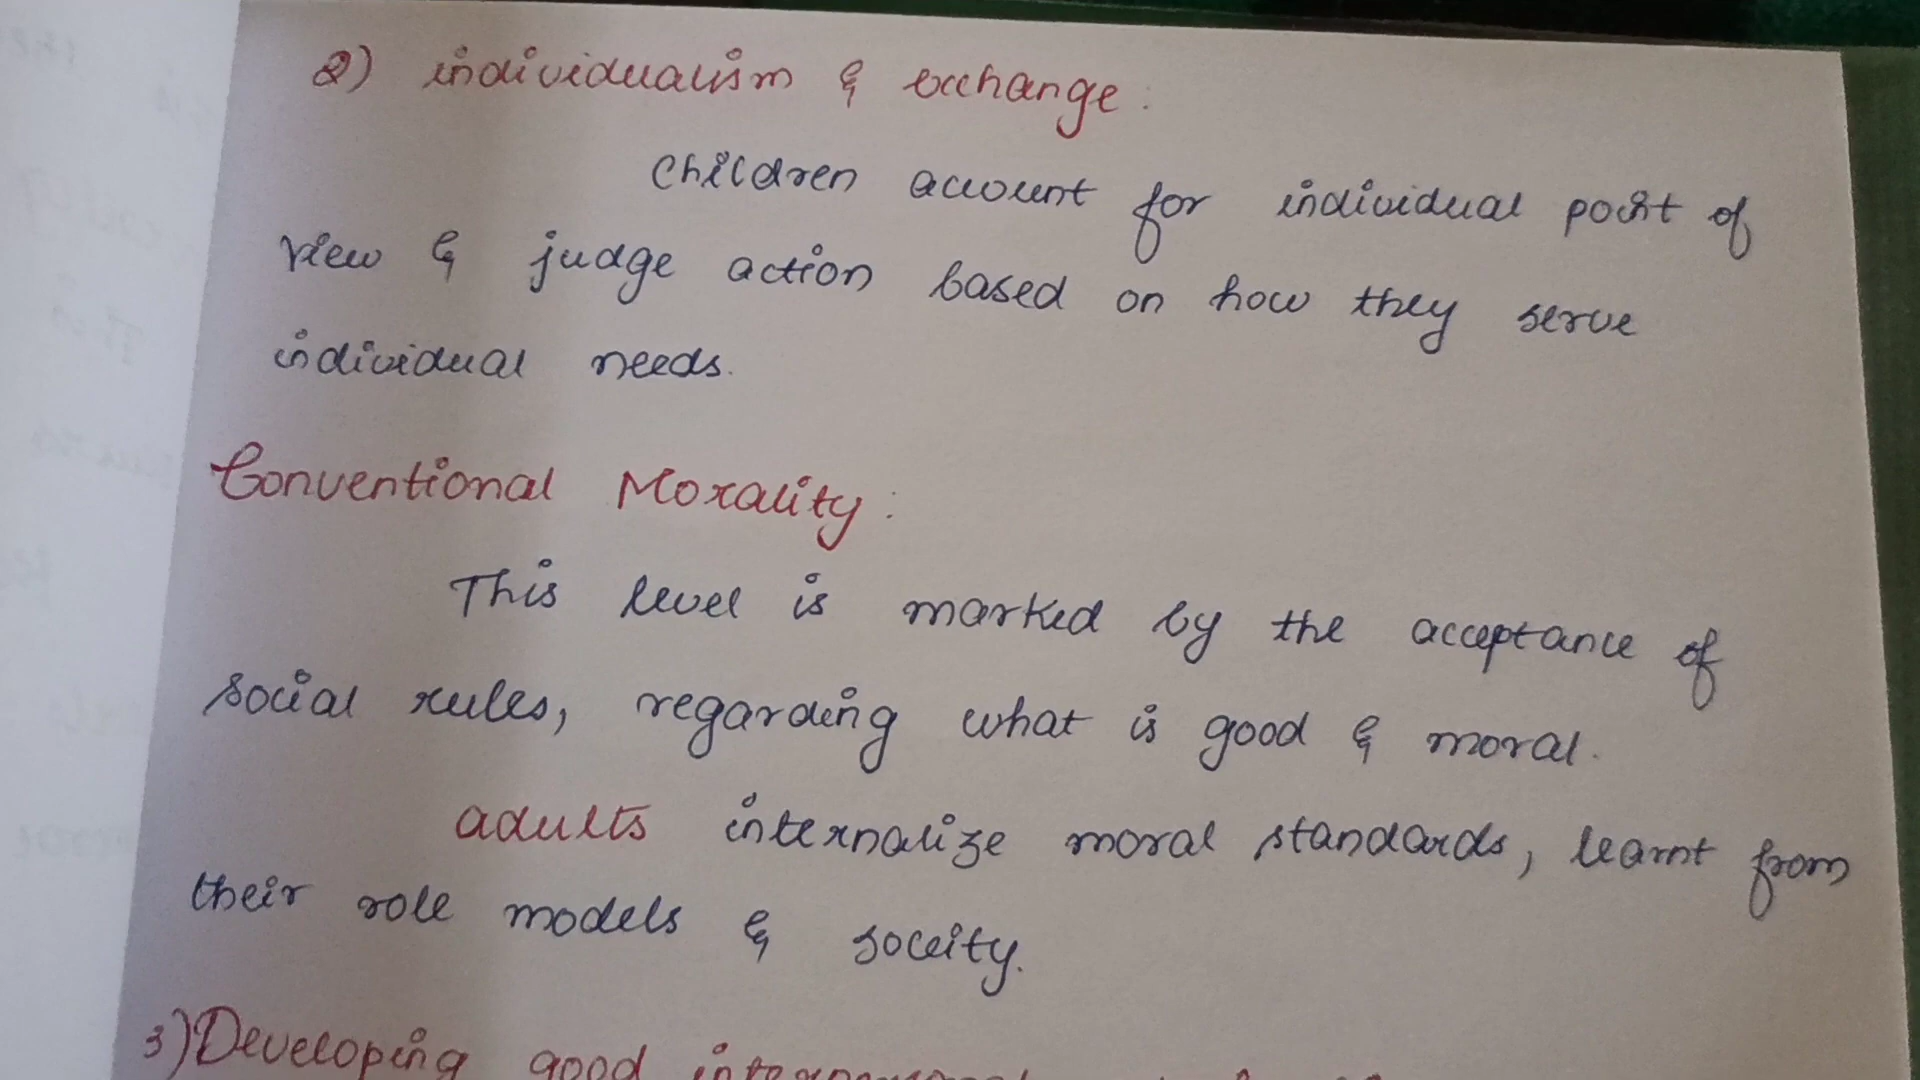 2) individualism & exchange:
Children account for individual point of
view & judge action based on how they serve
individual needs.
Conventional Morality:
This level is marked by the acceptance of
social rules, regarding what is good & moral.
adults internalize moral standards, learnt from
their role models & soceity.
3) Developing good interpersonal